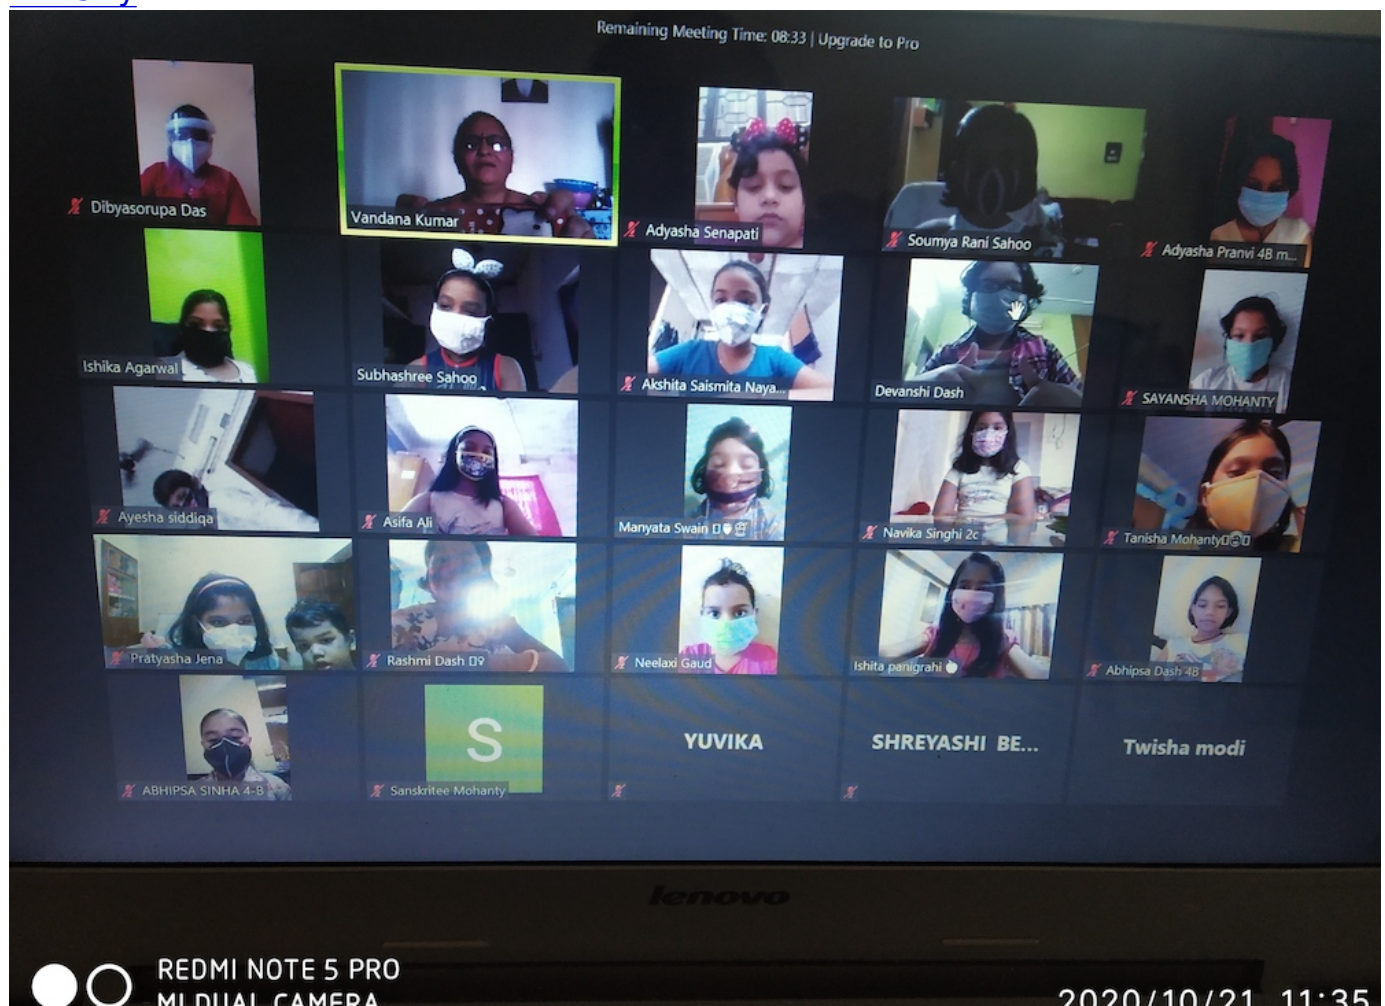 Remaining Meeting Time: 08:33 | Upgrade to Pro
Dibyasorupa Das
Vandana Kumar
Adyasha Senapati
Soumya Rani Sahoo
Adyasha Pranvi 4B m...
Ishika Agarwal
Subhashree Sahoo
Akshita Saismita Naya...
Devanshi Dash
SAYANSHA MOHANTY
Ayesha siddiqa
Asifa Ali
Manyata Swain
Navika Singhi 2c
Tanisha Mohanty
Pratyasha Jena
Rashmi Dash
Neelaxi Gaud
Ishita panigrahi
Abhipsa Dash 4B
ABHIPSA SINHA 4-B
S
Sanskritee Mohanty
YUVIKA
SHREYASHI BE...
Twisha modi
lenovo
REDMI NOTE 5 PRO
MI DUAL CAMERA
2020/10/21 11:35